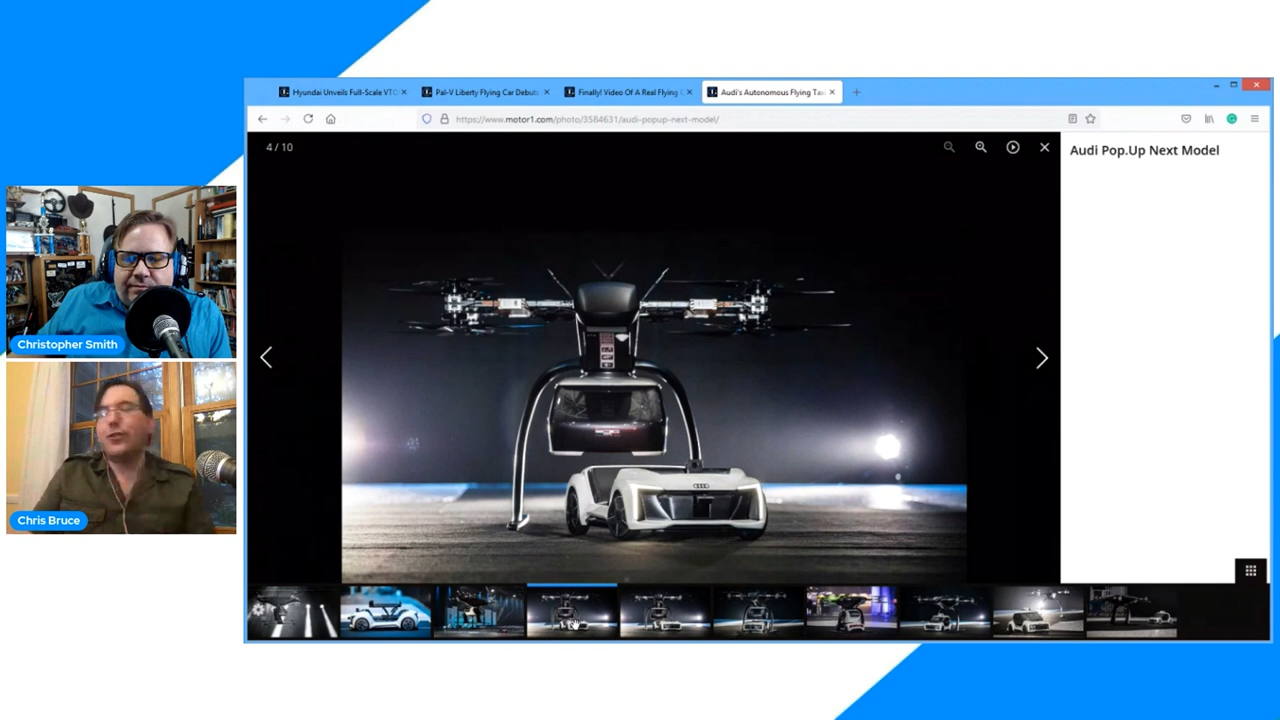 Hyundai Unveils Full-Scale VTO
Pal-V Liberty Flying Car Debuts
Finally! Video Of A Real Flying C
Audi's Autonomous Flying Tax
https://www.motor1.com/photo/3584631/audi-popup-next-model/
4 / 10
Audi Pop.Up Next Model
Christopher Smith
Chris Bruce